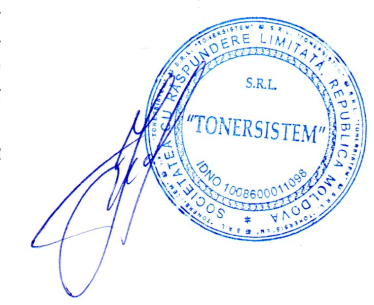 SOCIETATEA CU RĂSPUNDERE LIMITATĂ * REPUBLICA MOLDOVA *
S.R.L.
"TONERSISTEM"
IDNO 1008600011098